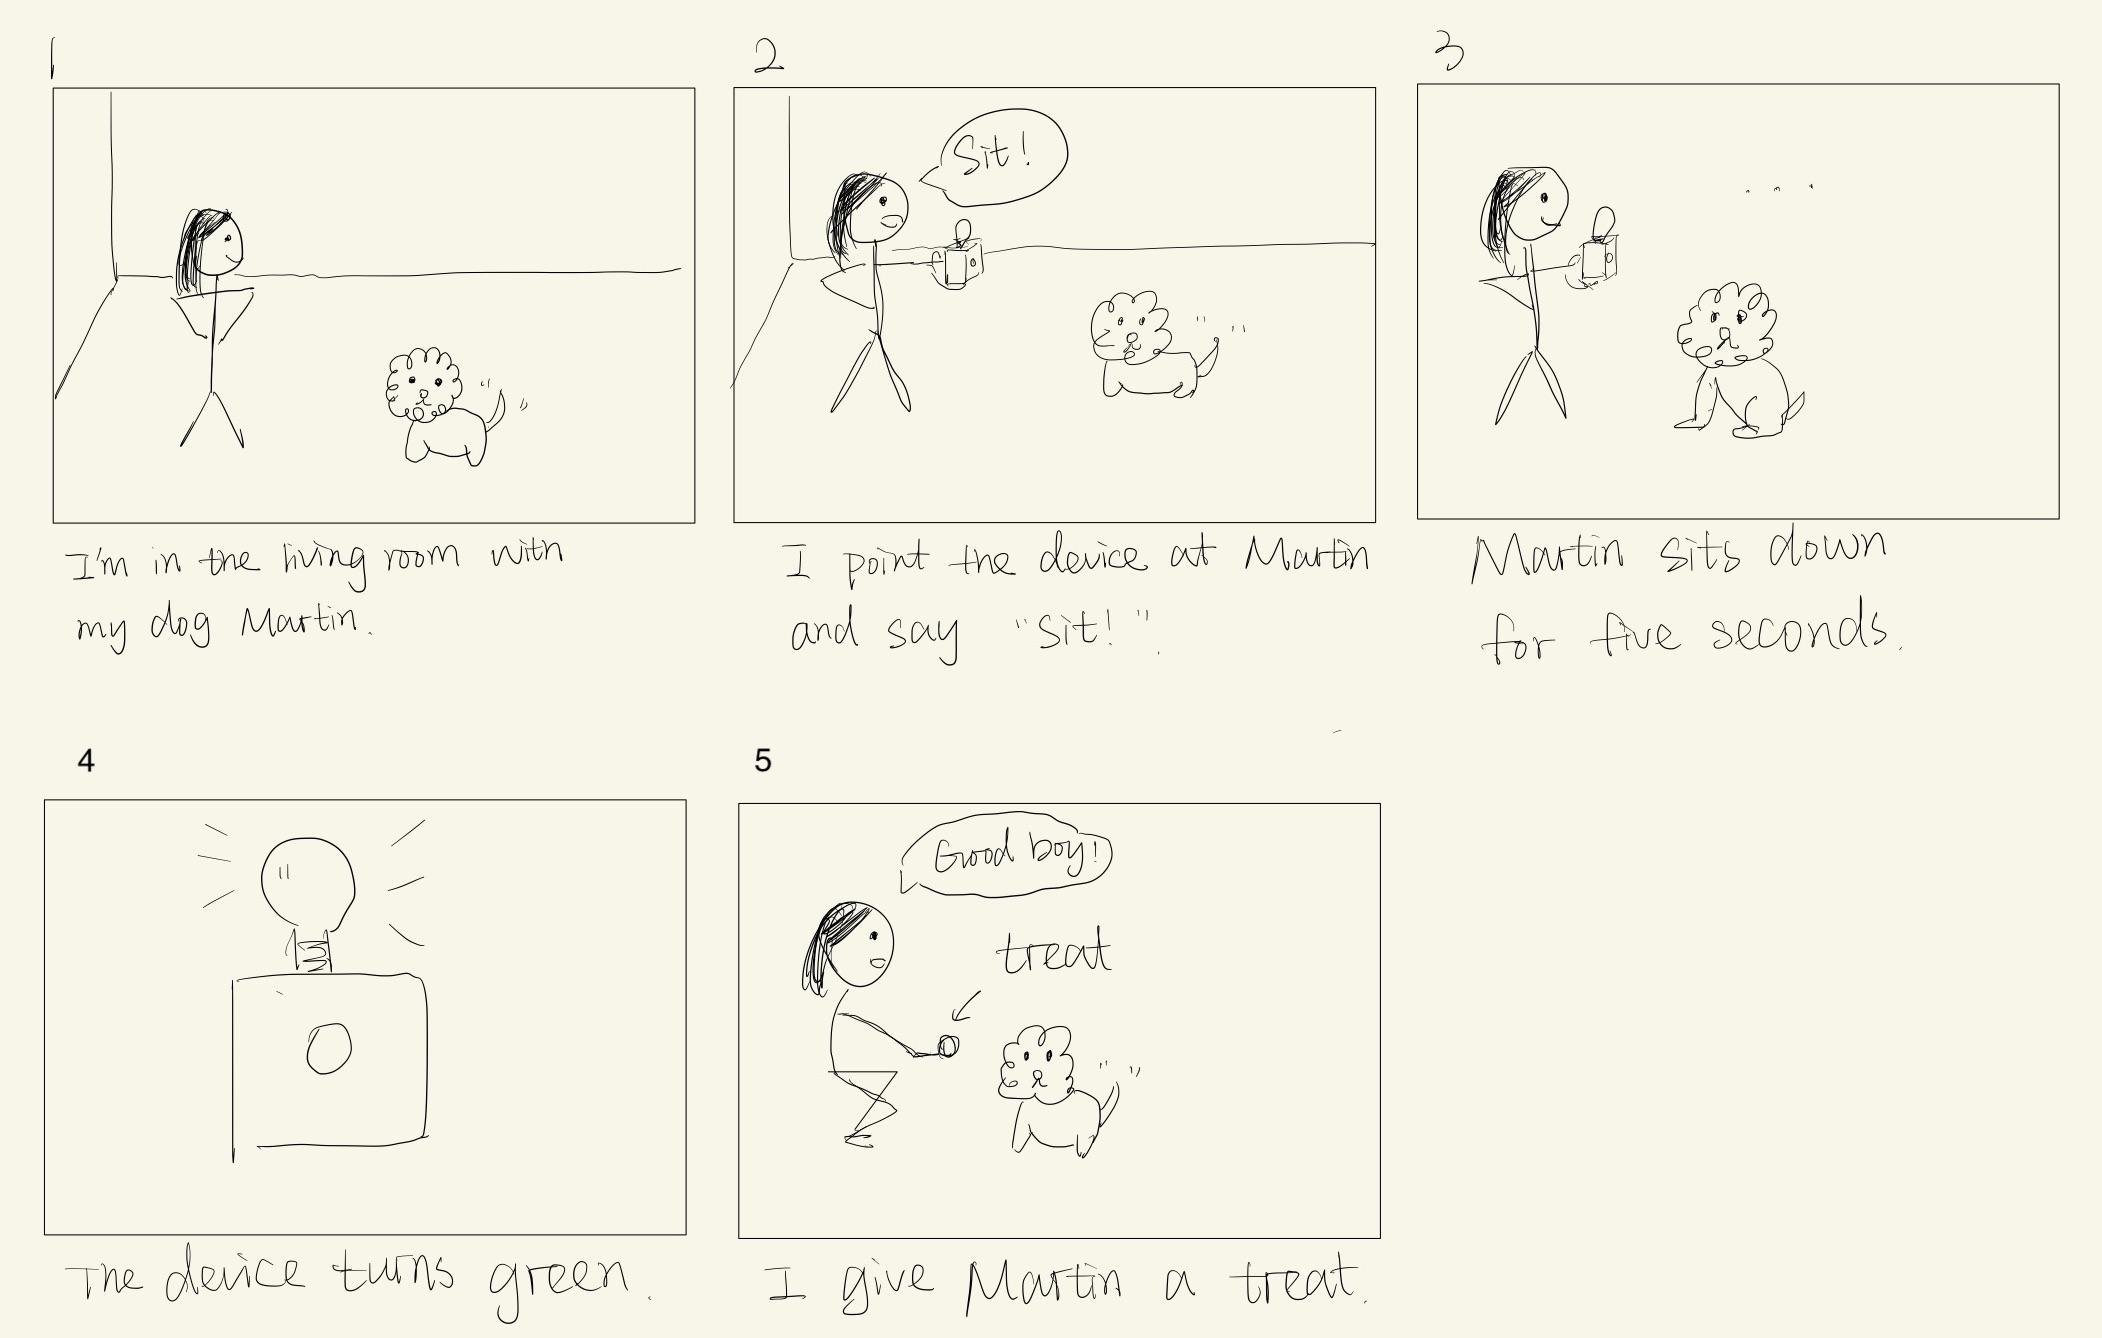 1
2
3
Sit!
I'm in the living room with
my dog Martin.
I point the device at Martin
and say "Sit!".
Martin sits down
for five seconds.
4
5
Good boy!
treat
The device turns green.
I give Martin a treat.